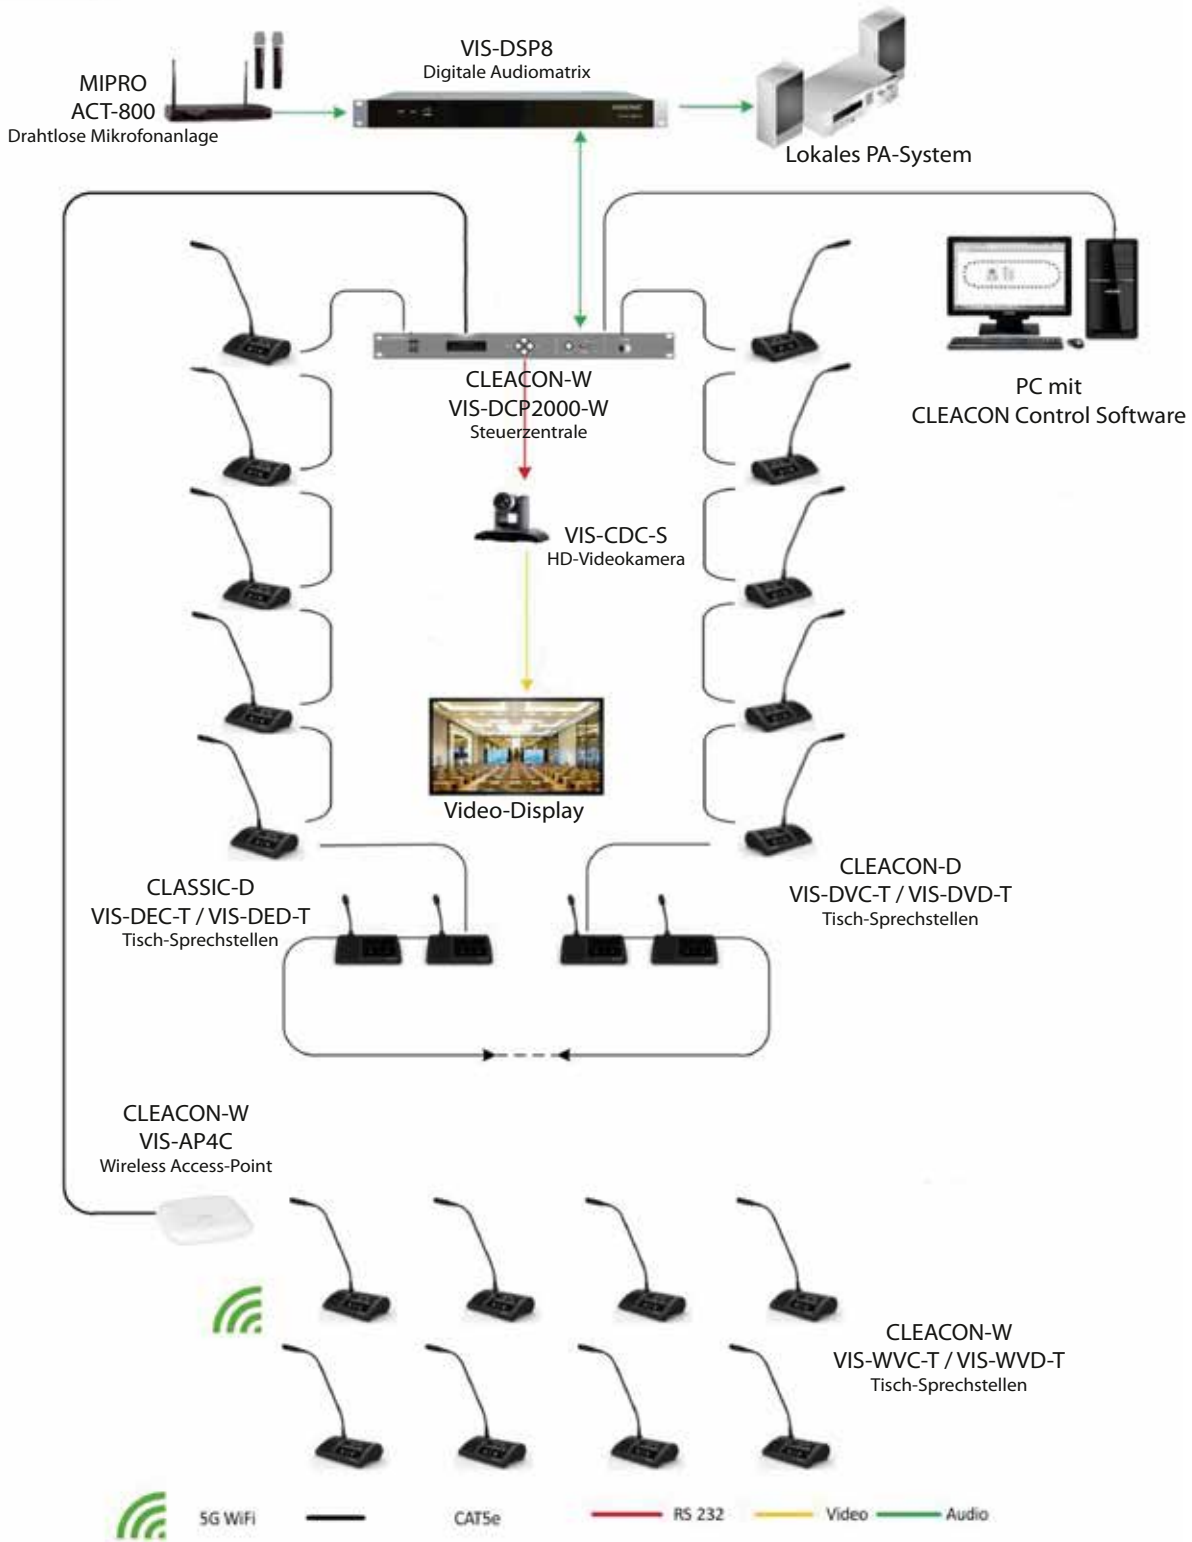 VIS-DSP8
Digitale Audiomatrix
MIPRO
ACT-800
Drahtlose Mikrofonanlage
Lokales PA-System
CLEACON-W
VIS-DCP2000-W
Steuerzentrale
PC mit
CLEACON Control Software
VIS-CDC-S
HD-Videokamera
Video-Display
CLASSIC-D
VIS-DEC-T / VIS-DED-T
Tisch-Sprechstellen
CLEACON-D
VIS-DVC-T / VIS-DVD-T
Tisch-Sprechstellen
CLEACON-W
VIS-AP4C
Wireless Access-Point
CLEACON-W
VIS-WVC-T / VIS-WVD-T
Tisch-Sprechstellen
5G WiFi
CAT5e
RS 232
Video
Audio